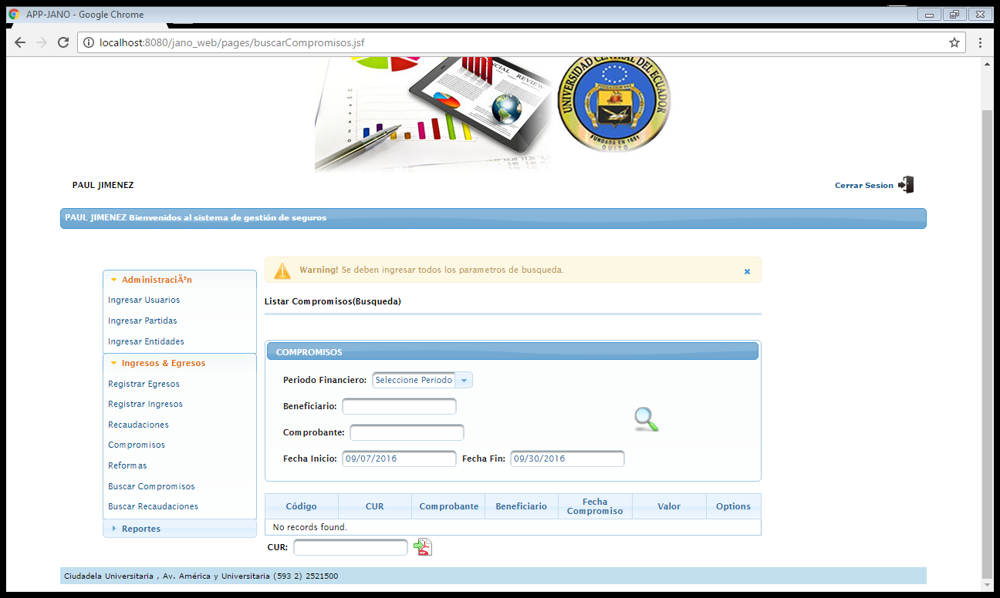 APP-JANO - Google Chrome
localhost:8080/jano_web/pages/buscarCompromisos.jsf
FINANCIAL REVIEW
UNIVERSIDAD CENTRAL DEL ECUADOR
FUNDADA EN 1651
QUITO
PAUL JIMENEZ
Cerrar Sesion
PAUL JIMENEZ Bienvenidos al sistema de gestión de seguros
AdministraciÃ³n
Ingresar Usuarios
Ingresar Partidas
Ingresar Entidades
Ingresos & Egresos
Registrar Egresos
Registrar Ingresos
Recaudaciones
Compromisos
Reformas
Buscar Compromisos
Buscar Recaudaciones
Reportes
Warning! Se deben ingresar todos los parametros de busqueda.
Listar Compromisos(Busqueda)
COMPROMISOS
Periodo Financiero: Seleccione Periodo
Beneficiario:
Comprobante:
Fecha Inicio: 09/07/2016 Fecha Fin: 09/30/2016
Código CUR Comprobante Beneficiario Fecha Compromiso Valor Options
No records found.
CUR:
Ciudadela Universitaria , Av. América y Universitaria (593 2) 2521500